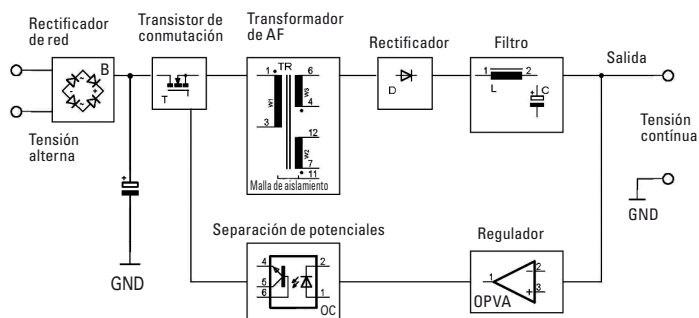 Rectificador
de red
Transistor de
conmutación
Transformador
de AF
Rectificador
Filtro
Salida
B
T
TR
1
6
W1
W3
4
3
12
W2
7
11
Malla de aislamiento
D
1
2
L
+
C
Tensión
alterna
Tensión
contínua
+
GND
GND
Separación de potenciales
Regulador
4
2
5
6
1
OC
1
2
3
OPVA